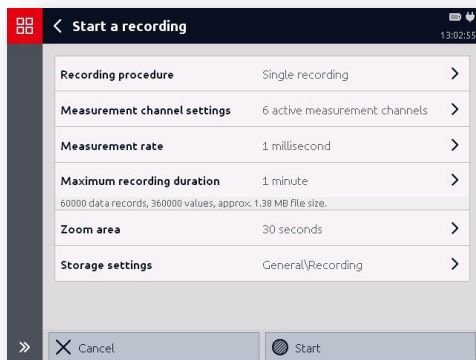 Start a recording
13:02:55
Recording procedure Single recording
Measurement channel settings 6 active measurement channels
Measurement rate 1 millisecond
Maximum recording duration 1 minute
60000 data records, 360000 values, approx. 1.38 MB file size.
Zoom area 30 seconds
Storage settings General\Recording
Cancel Start